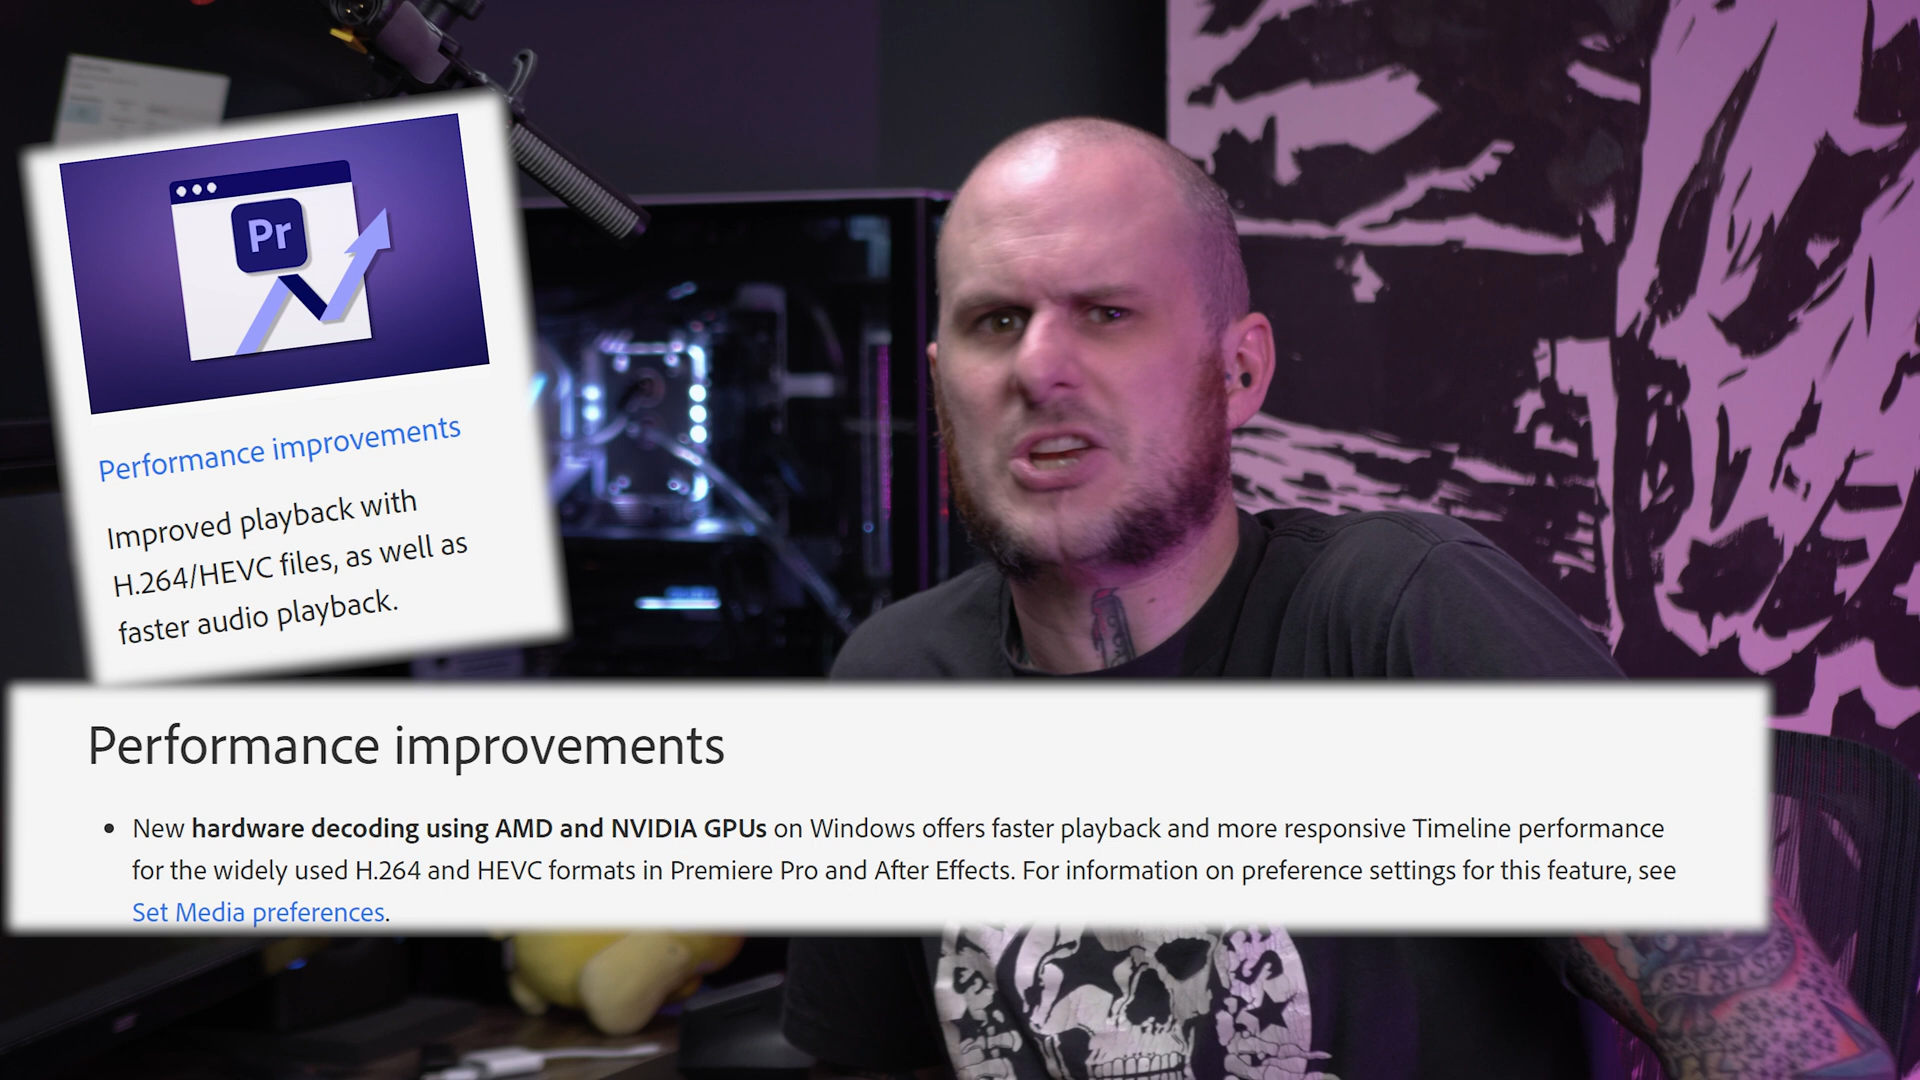 Pr
Performance improvements
Improved playback with
H.264/HEVC files, as well as
faster audio playback.
Performance improvements
• New hardware decoding using AMD and NVIDIA GPUs on Windows offers faster playback and more responsive Timeline performance
for the widely used H.264 and HEVC formats in Premiere Pro and After Effects. For information on preference settings for this feature, see
Set Media preferences.